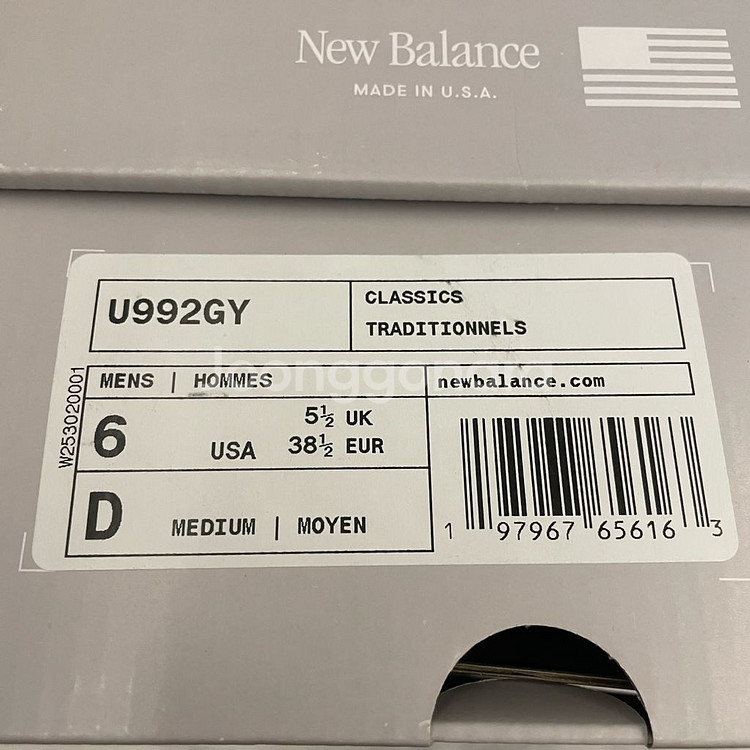 New Balance
MADE IN U.S.A.
U992GY
CLASSICS
TRADITIONNELS
MENS | HOMMES
newbalance.com
W253020001
6
USA
5½ UK
38½ EUR
D
MEDIUM | MOYEN
1 97967 65616 3